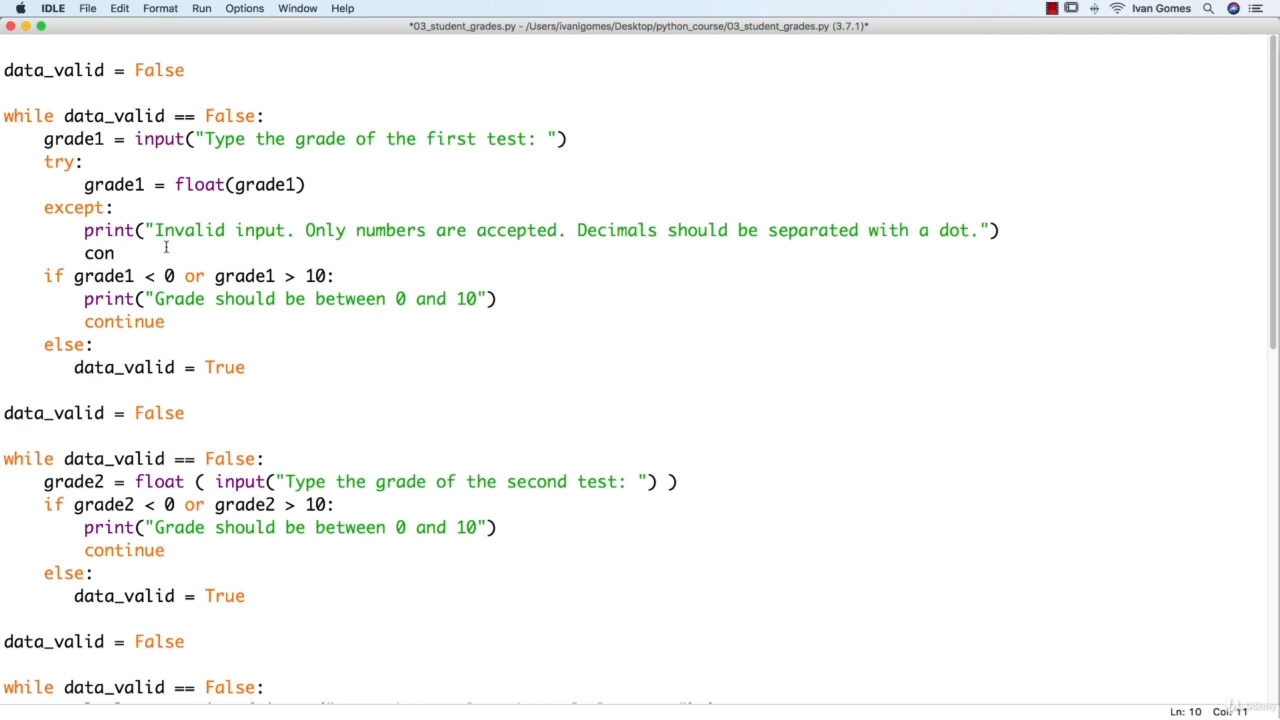 IDLE File Edit Format Run Options Window Help Ivan Gomes
*03_student_grades.py - /Users/ivanlgomes/Desktop/python_course/03_student_grades.py (3.7.1)*
data_valid = False
while data_valid == False:
    grade1 = input("Type the grade of the first test: ")
    try:
        grade1 = float(grade1)
    except:
        print("Invalid input. Only numbers are accepted. Decimals should be separated with a dot.")
        con
    if grade1 < 0 or grade1 > 10:
        print("Grade should be between 0 and 10")
        continue
    else:
       data_valid = True
data_valid = False
while data_valid == False:
    grade2 = float ( input("Type the grade of the second test: ") )
    if grade2 < 0 or grade2 > 10:
        print("Grade should be between 0 and 10")
        continue
    else:
       data_valid = True
data_valid = False
while data_valid == False:
Ln: 10 Col: 11